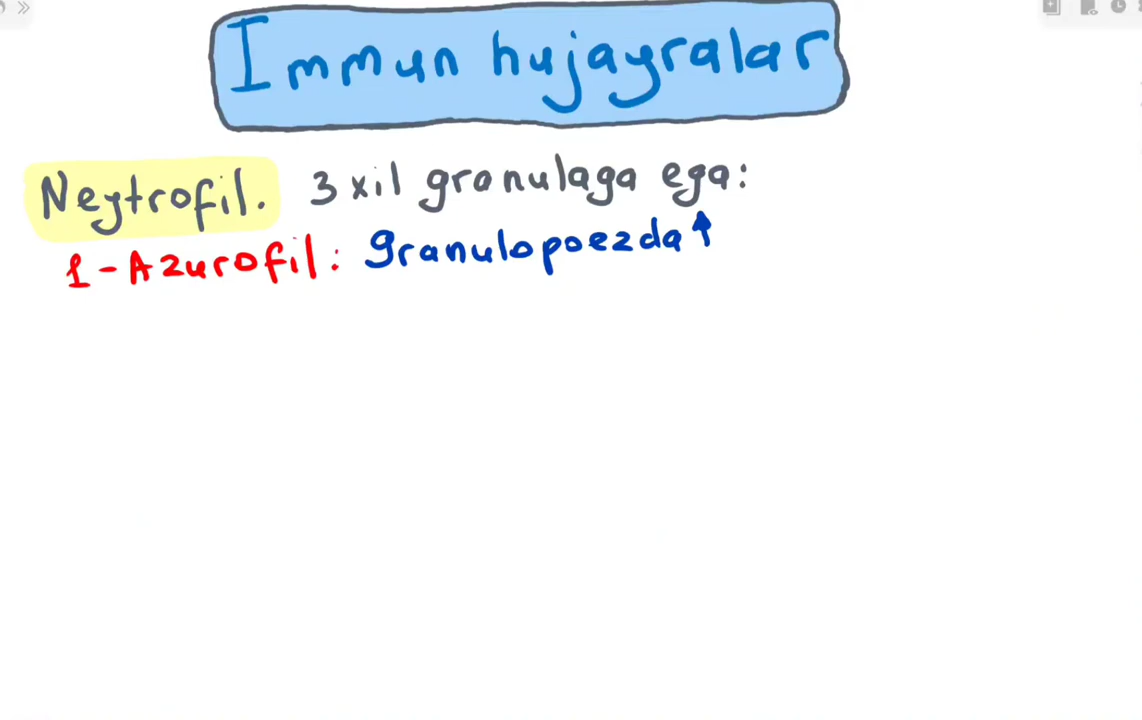 Immun hujayralar
Neytrofil. 3 xil granulaga ega:
1-Azurofil: granulopoezda↑